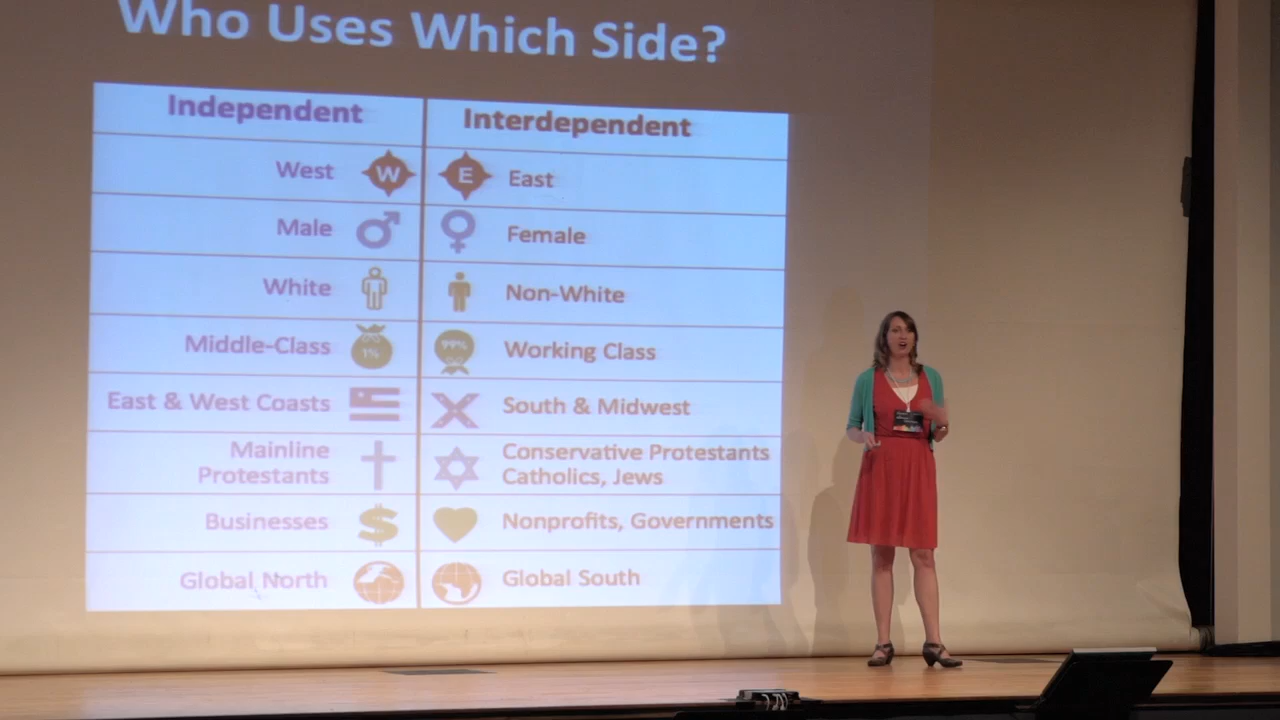 Who Uses Which Side?
Independent Interdependent
West W E East
Male Female
White Non-White
Middle-Class 1% 99% Working Class
East & West Coasts South & Midwest
Mainline Protestants Conservative Protestants Catholics, Jews
Businesses $ Nonprofits, Governments
Global North Global South